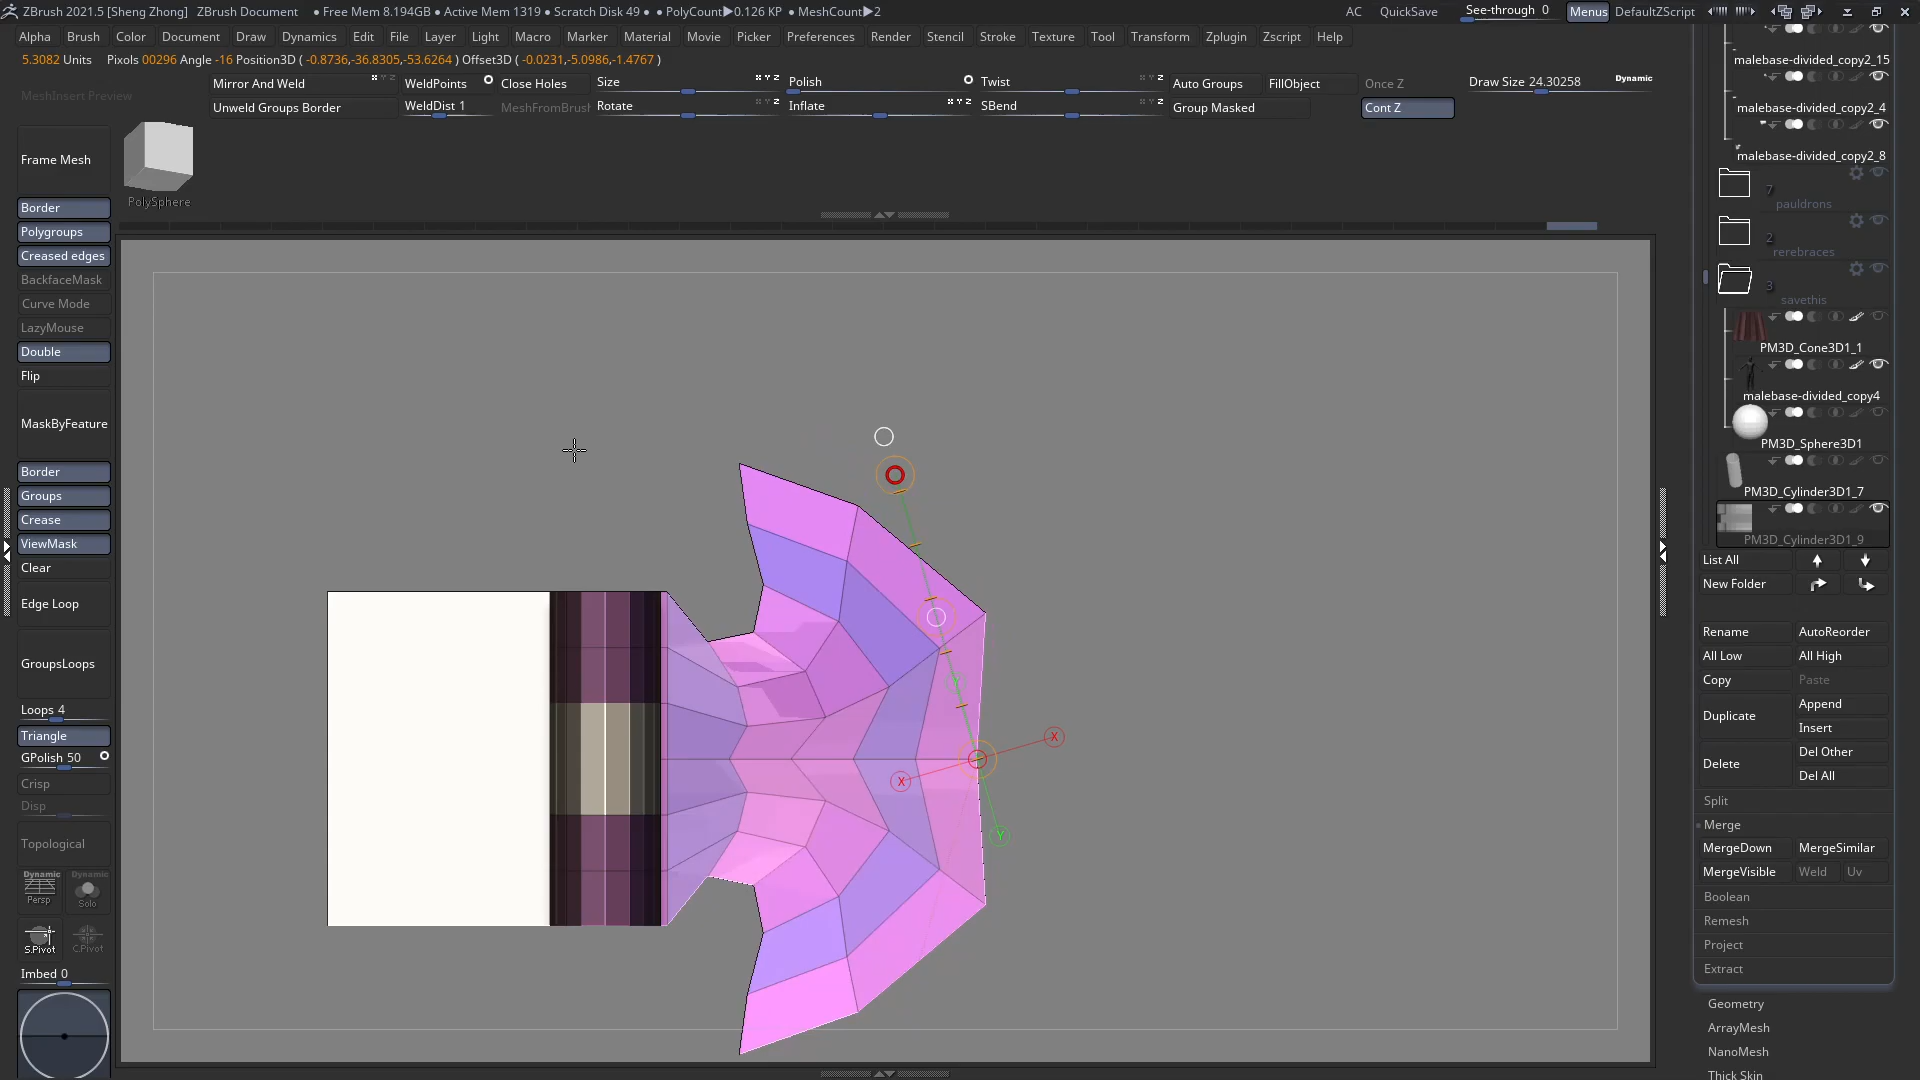 ZBrush 2021.5 [Sheng Zhong] ZBrush Document • Free Mem 8.194GB • Active Mem 1319 • Scratch Disk 49 • • PolyCount▶0.126 KP • MeshCount▶2 AC QuickSave See-through 0 Menus DefaultZScript
Alpha Brush Color Document Draw Dynamics Edit File Layer Light Macro Marker Material Movie Picker Preferences Render Stencil Stroke Texture Tool Transform Zplugin Zscript Help
5.3082 Units Pixols 00296 Angle -16 Position3D ( -0.8736,-36.8305,-53.6264 ) Offset3D ( -0.0231,-5.0986,-1.4767 )
Mirror And Weld WeldPoints Close Holes Size Polish Twist Auto Groups FillObject Once Z Draw Size 24.30258 Dynamic
MeshInsert Preview
Unweld Groups Border WeldDist 1 MeshFromBrush Rotate Inflate SBend Group Masked Cont Z
Frame Mesh
PolySphere
Border
Polygroups
Creased edges
BackfaceMask
Curve Mode
LazyMouse
Double
Flip
MaskByFeature
Border
Groups
Crease
ViewMask
Clear
Edge Loop
GroupsLoops
Loops 4
Triangle
GPolish 50
Crisp
Disp
Topological
Dynamic Dynamic
Persp Solo
S.Pivot C.Pivot
Imbed 0
X
Y
X
Y
malebase-divided_copy2_15
malebase-divided_copy2_4
malebase-divided_copy2_8
7
pauldrons
2
rerebraces
3
savethis
PM3D_Cone3D1_1
malebase-divided_copy4
PM3D_Sphere3D1
PM3D_Cylinder3D1_7
PM3D_Cylinder3D1_9
List All
New Folder
Rename AutoReorder
All Low All High
Copy Paste
Duplicate Append
Insert
Delete Del Other
Del All
Split
Merge
MergeDown MergeSimilar
MergeVisible Weld Uv
Boolean
Remesh
Project
Extract
Geometry
ArrayMesh
NanoMesh
Thick Skin